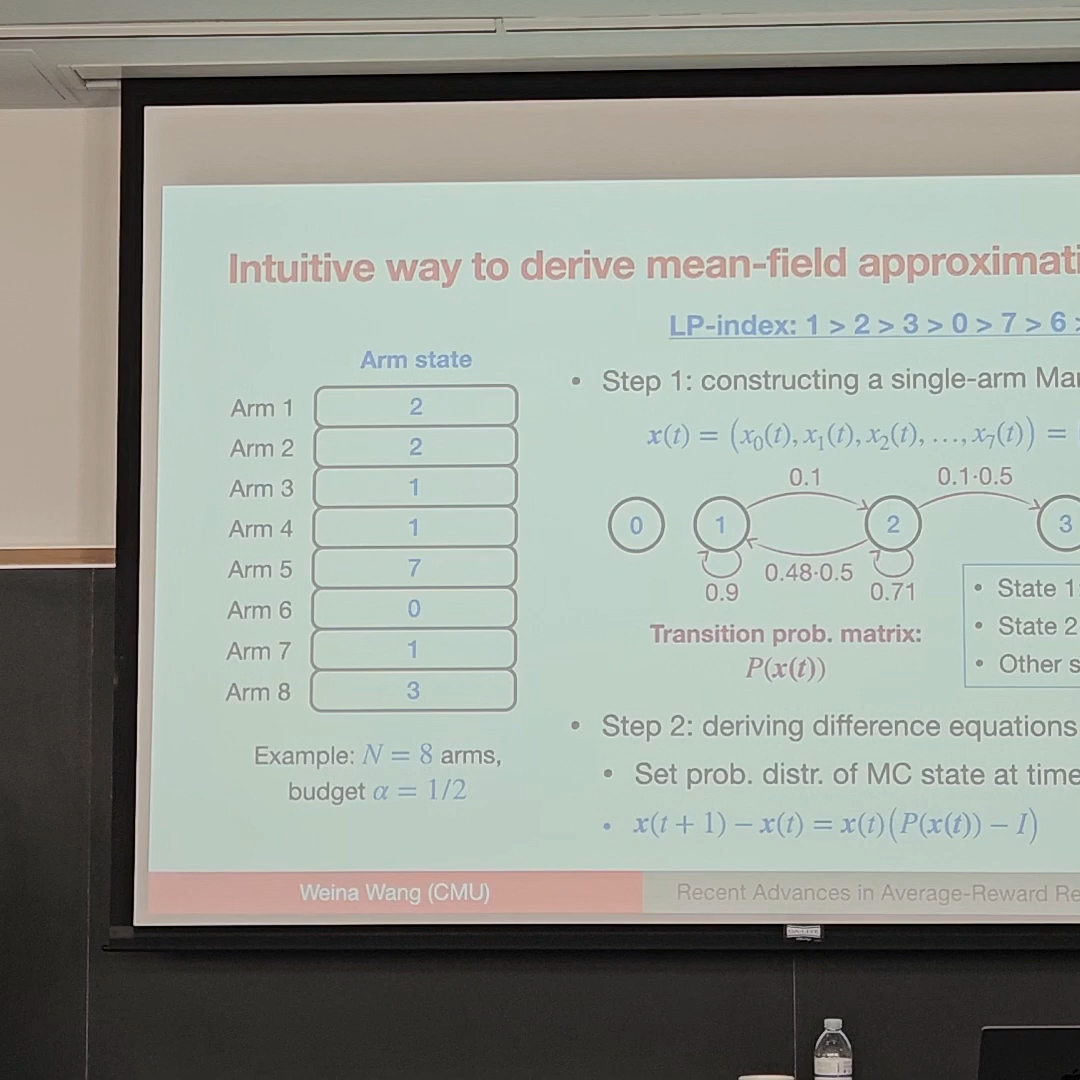 Intuitive way to derive mean-field approximati
LP-index: 1 > 2 > 3 > 0 > 7 > 6 >
Arm state
Arm 1 2
Arm 2 2
Arm 3 1
Arm 4 1
Arm 5 7
Arm 6 0
Arm 7 1
Arm 8 3
Example: N = 8 arms,
budget α = 1/2
• Step 1: constructing a single-arm Mar
x(t) = (x₀(t), x₁(t), x₂(t), …, x₇(t)) =
0.1 0.1·0.5
0 1 2 3
0.48·0.5
0.9 0.71
Transition prob. matrix:
P(x(t))
• State 1
• State 2
• Other s
• Step 2: deriving difference equations
• Set prob. distr. of MC state at time
• x(t + 1) − x(t) = x(t)(P(x(t)) − I)
Weina Wang (CMU) Recent Advances in Average-Reward Re